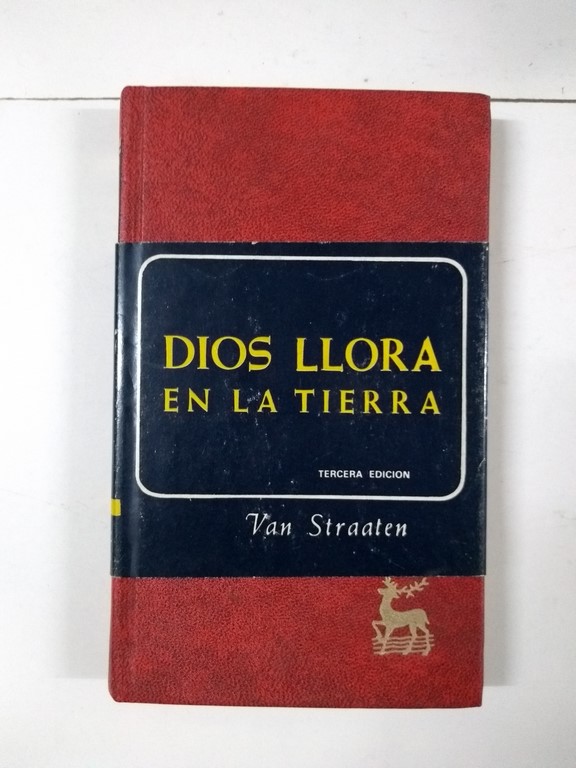 DIOS LLORA
EN LA TIERRA
TERCERA EDICION
Van Straaten